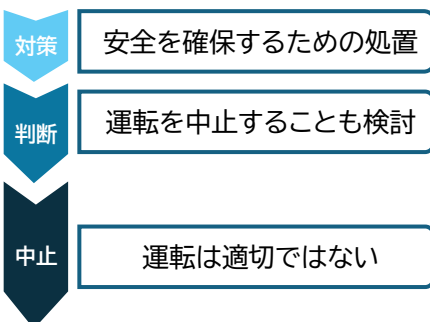 対策
安全を確保するための処置
判断
運転を中止することも検討
中止
運転は適切ではない